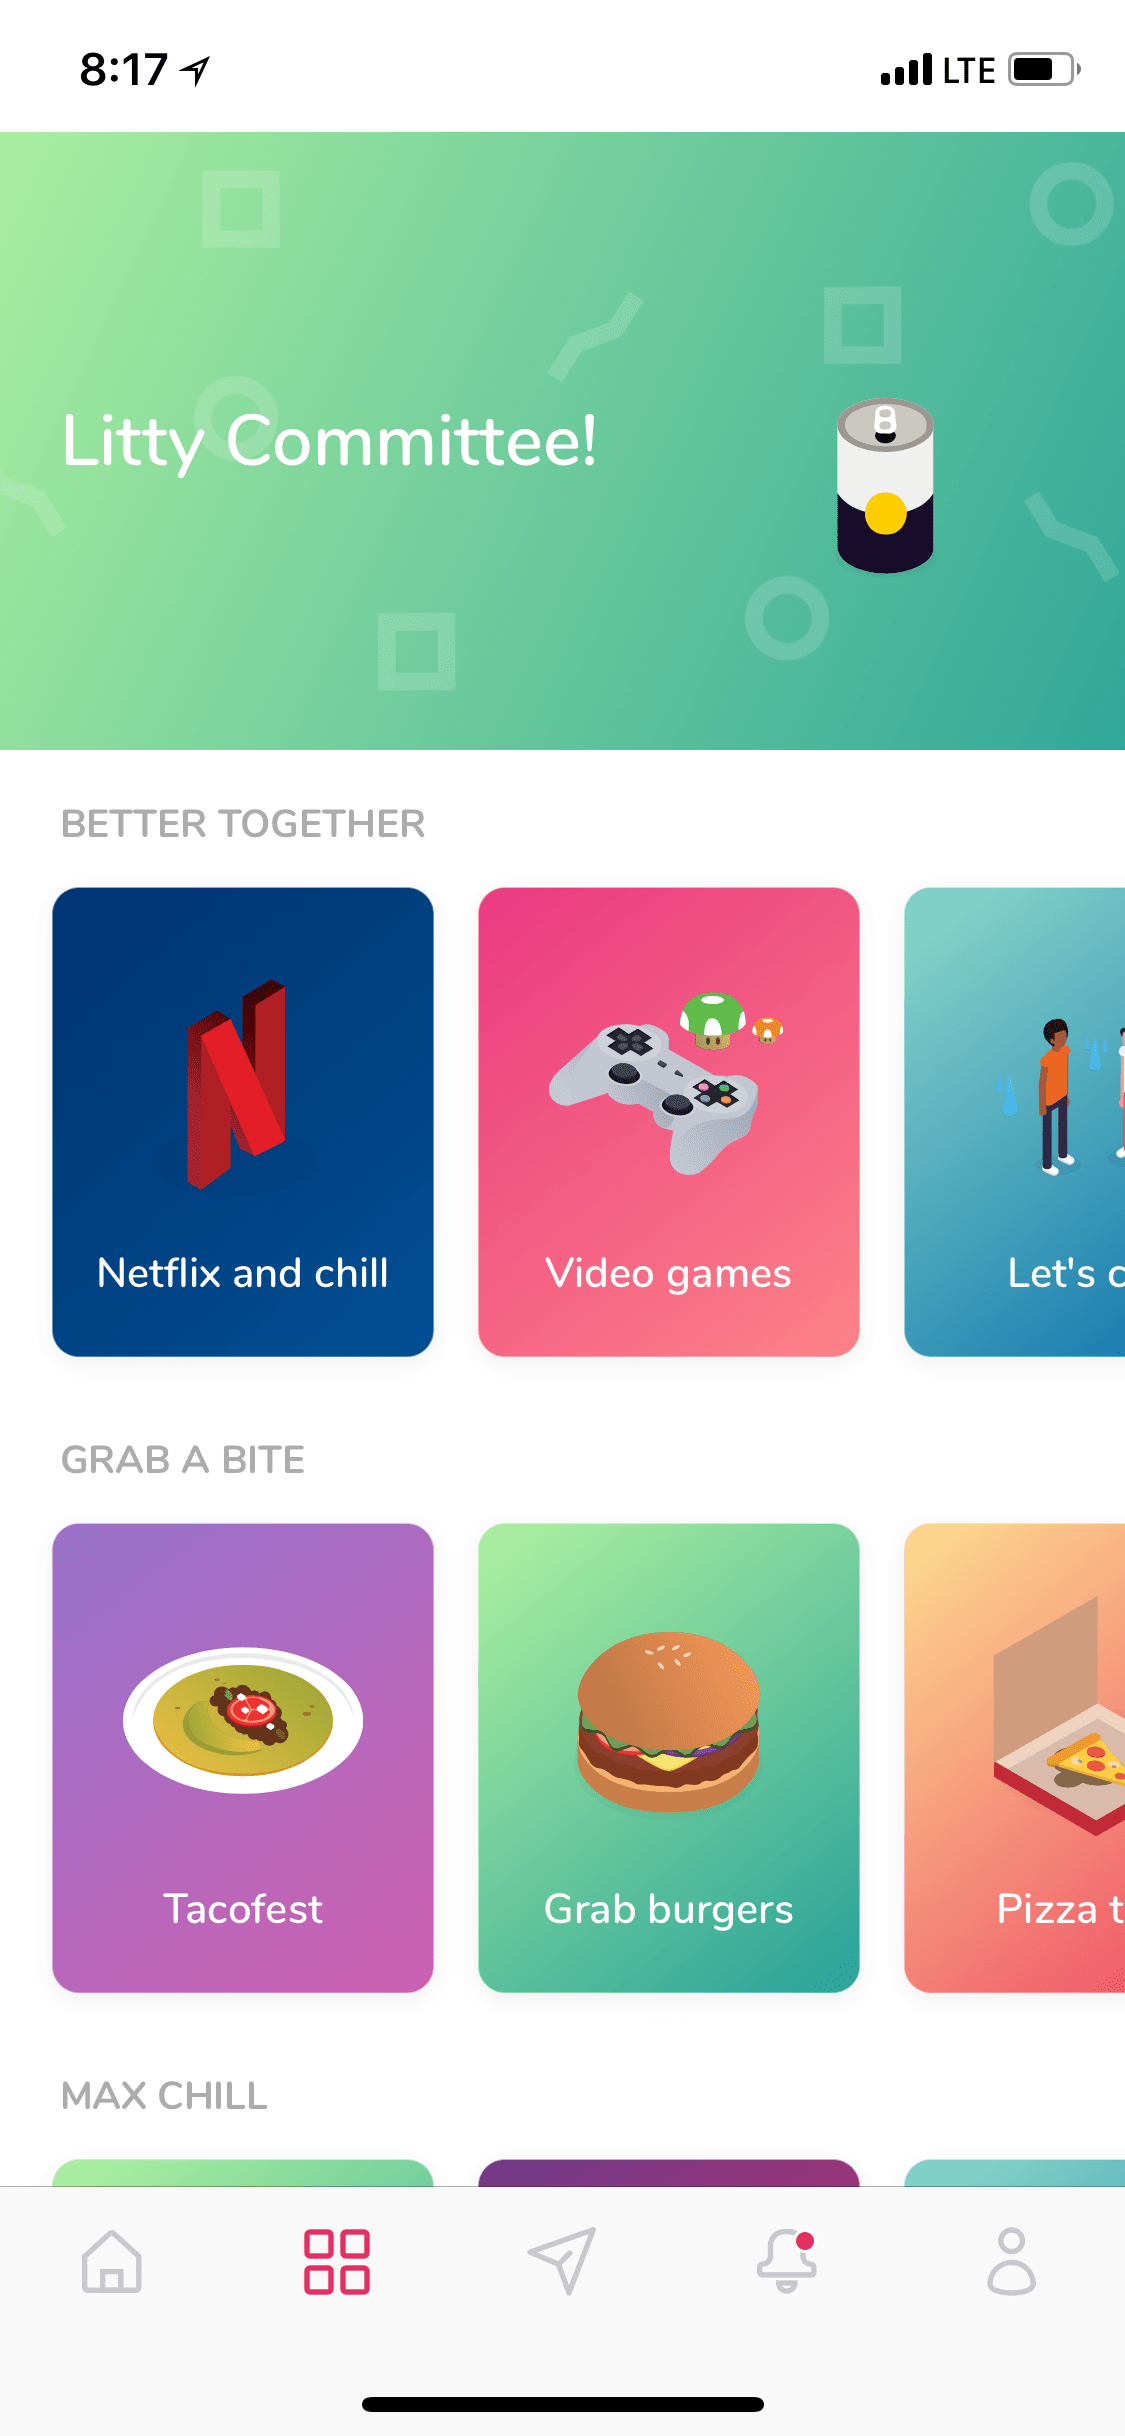 8:17
LTE
Litty Committee!
BETTER TOGETHER
Netflix and chill
Video games
Let's c
GRAB A BITE
Tacofest
Grab burgers
Pizza t
MAX CHILL